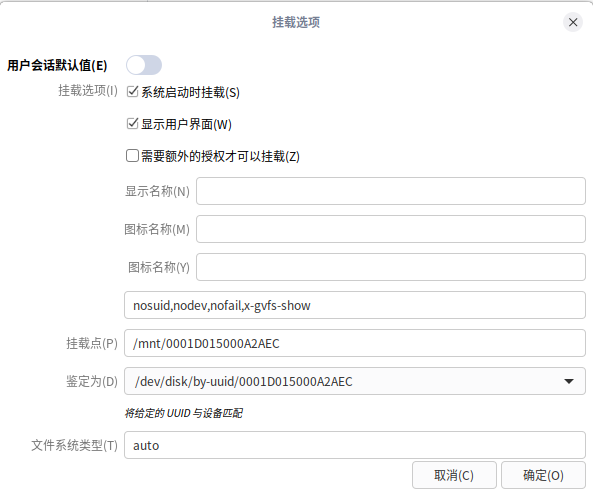 挂载选项
用户会话默认值(E)
挂载选项(I) 系统启动时挂载(S)
显示用户界面(W)
需要额外的授权才可以挂载(Z)
显示名称(N)
图标名称(M)
图标名称(Y)
nosuid,nodev,nofail,x-gvfs-show
挂载点(P) /mnt/0001D015000A2AEC
鉴定为(D) /dev/disk/by-uuid/0001D015000A2AEC
将给定的 UUID 与设备匹配
文件系统类型(T) auto
取消(C) 确定(O)